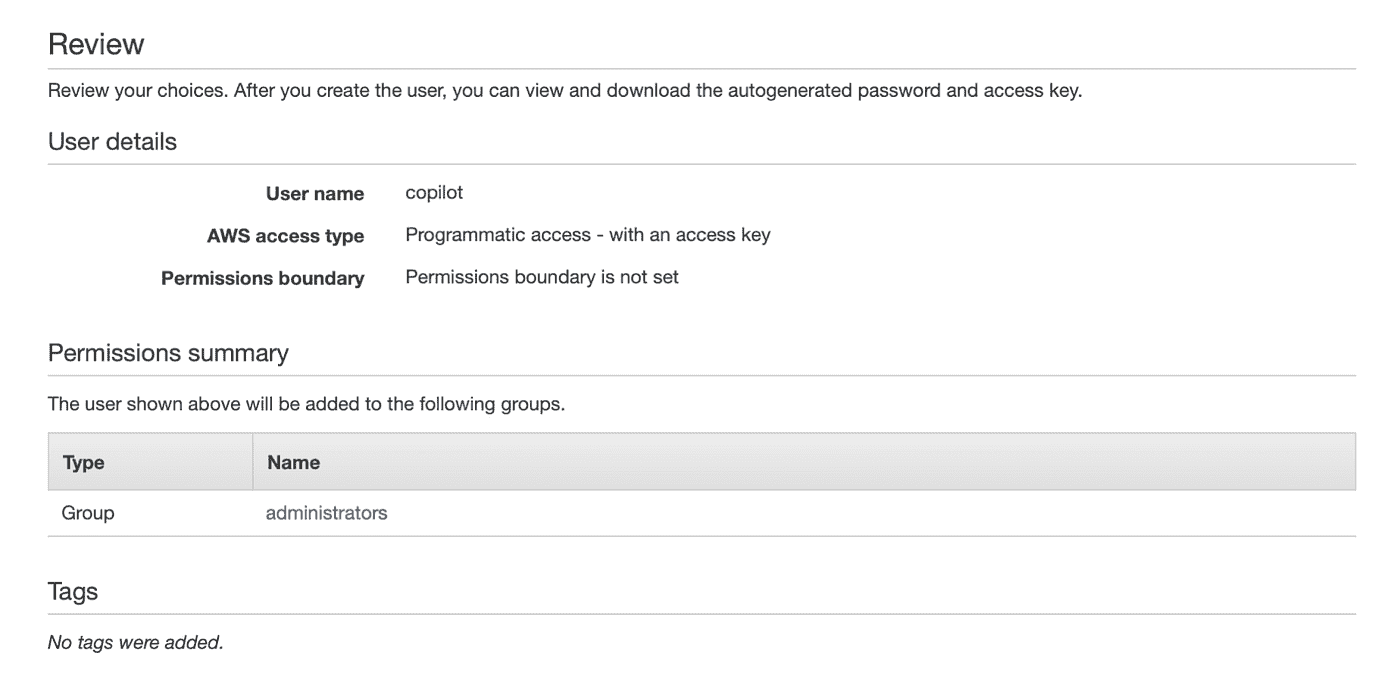 Review
Review your choices. After you create the user, you can view and download the autogenerated password and access key.
User details
User name copilot
AWS access type Programmatic access - with an access key
Permissions boundary Permissions boundary is not set
Permissions summary
The user shown above will be added to the following groups.
Type Name
Group administrators
Tags
No tags were added.